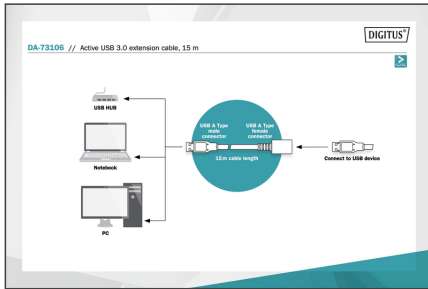 DIGITUS®
DA-73106 // Active USB 3.0 extension cable, 15 m
USB HUB
USB A Type
male
connector
USB A Type
female
connector
15 m cable length
Notebook
Connect to USB device
PC